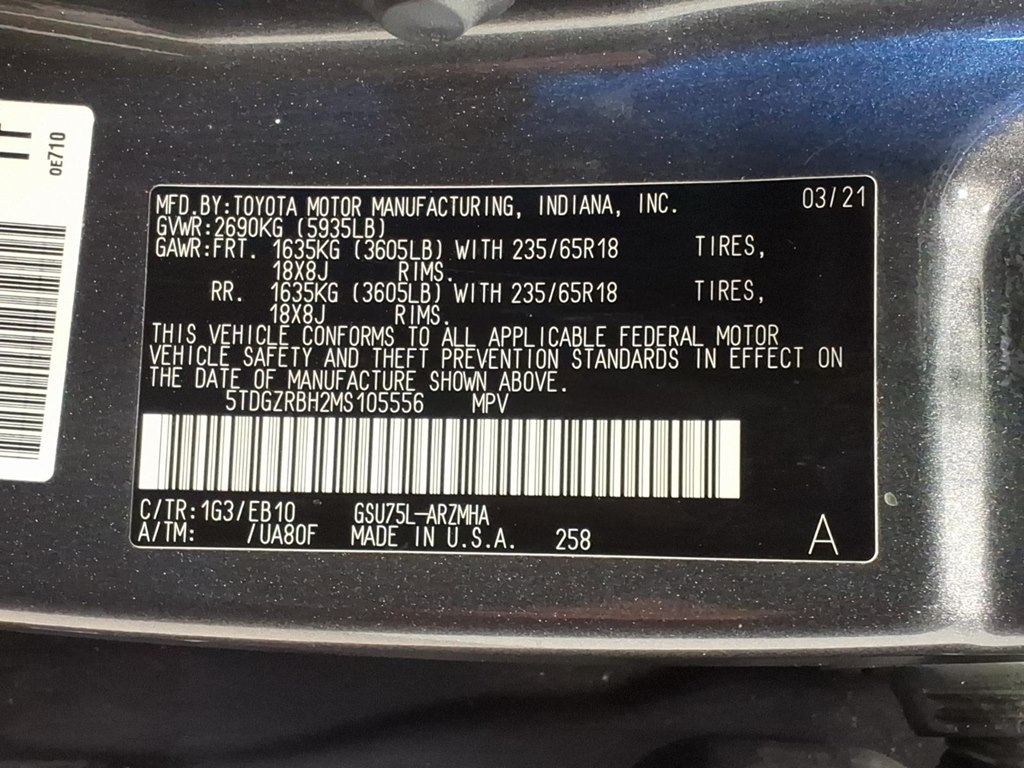 MFD.BY:TOYOTA MOTOR MANUFACTURING, INDIANA, INC. 03/21
GVWR:2690KG (5935LB)
GAWR:FRT. 1635KG (3605LB) WITH 235/65R18 TIRES,
18X8J RIMS.
RR. 1635KG (3605LB) WITH 235/65R18 TIRES,
18X8J RIMS.
THIS VEHICLE CONFORMS TO ALL APPLICABLE FEDERAL MOTOR
VEHICLE SAFETY AND THEFT PREVENTION STANDARDS IN EFFECT ON
THE DATE OF MANUFACTURE SHOWN ABOVE.
5TDGZRBH2MS105556 MPV
C/TR:1G3/EB10 GSU75L-ARZMHA
A/TM: /UA80F MADE IN U.S.A. 258 A
0E710